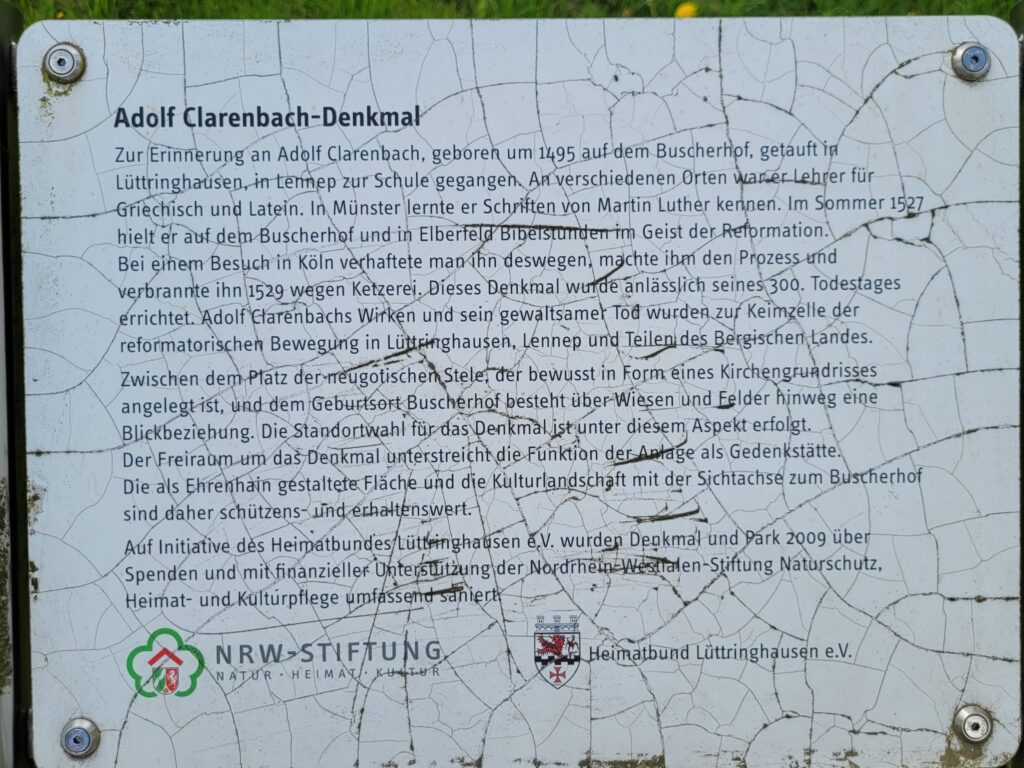 Adolf Clarenbach-Denkmal
Zur Erinnerung an Adolf Clarenbach, geboren um 1495 auf dem Buscherhof, getauft in
Lüttringhausen, in Lennep zur Schule gegangen. An verschiedenen Orten war er Lehrer für
Griechisch und Latein. In Münster lernte er Schriften von Martin Luther kennen. Im Sommer 1527
hielt er auf dem Buscherhof und in Elberfeld Bibelstunden im Geist der Reformation.
Bei einem Besuch in Köln verhaftete man ihn deswegen, machte ihm den Prozess und
verbrannte ihn 1529 wegen Ketzerei. Dieses Denkmal wurde anlässlich seines 300. Todestages
errichtet. Adolf Clarenbachs Wirken und sein gewaltsamer Tod wurden zur Keimzelle der
reformatorischen Bewegung in Lüttringhausen, Lennep und Teilen des Bergischen Landes.
Zwischen dem Platz der neugotischen Stele, der bewusst in Form eines Kirchengrundrisses
angelegt ist, und dem Geburtsort Buscherhof besteht über Wiesen und Felder hinweg eine
Blickbeziehung. Die Standortwahl für das Denkmal ist unter diesem Aspekt erfolgt.
Der Freiraum um das Denkmal unterstreicht die Funktion der Anlage als Gedenkstätte.
Die als Ehrenhain gestaltete Fläche und die Kulturlandschaft mit der Sichtachse zum Buscherhof
sind daher schützens- und erhaltenswert.
Auf Initiative des Heimatbundes Lüttringhausen e.V. wurden Denkmal und Park 2009 über
Spenden und mit finanzieller Unterstützung der Nordrhein-Westfalen-Stiftung Naturschutz,
Heimat- und Kulturpflege umfassend saniert.
NRW-STIFTUNG
NATUR · HEIMAT · KULTUR
Heimatbund Lüttringhausen e.V.